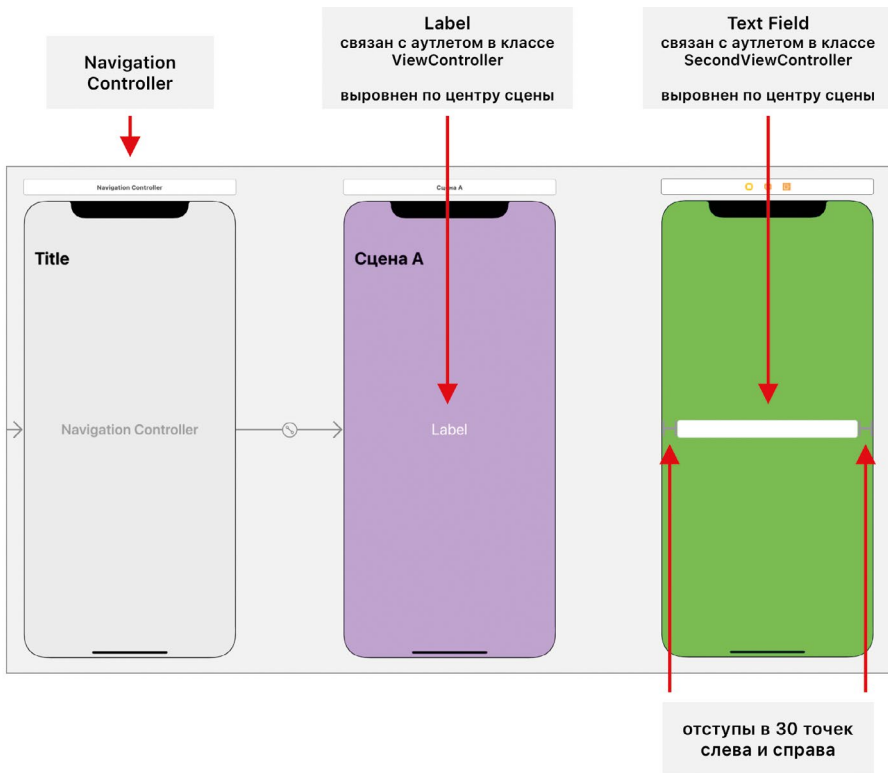 Navigation
Controller
Label
связан с аутлетом в классе
ViewController
выровнен по центру сцены
Text Field
связан с аутлетом в классе
SecondViewController
выровнен по центру сцены
Navigation Controller
Сцена А
Title
Сцена А
Navigation Controller
Label
отступы в 30 точек
слева и справа